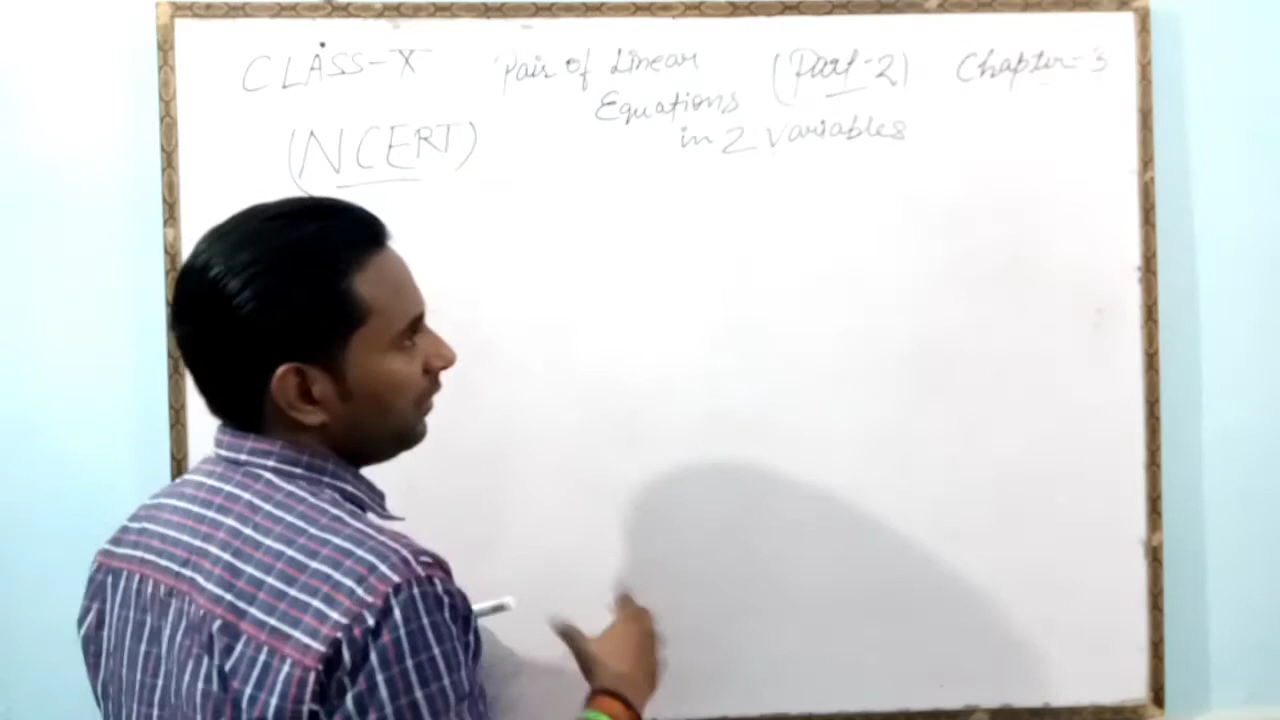 CLASS-X Pair of Linear (Part-2) Chapter-3
Equations
(NCERT) in 2 Variables